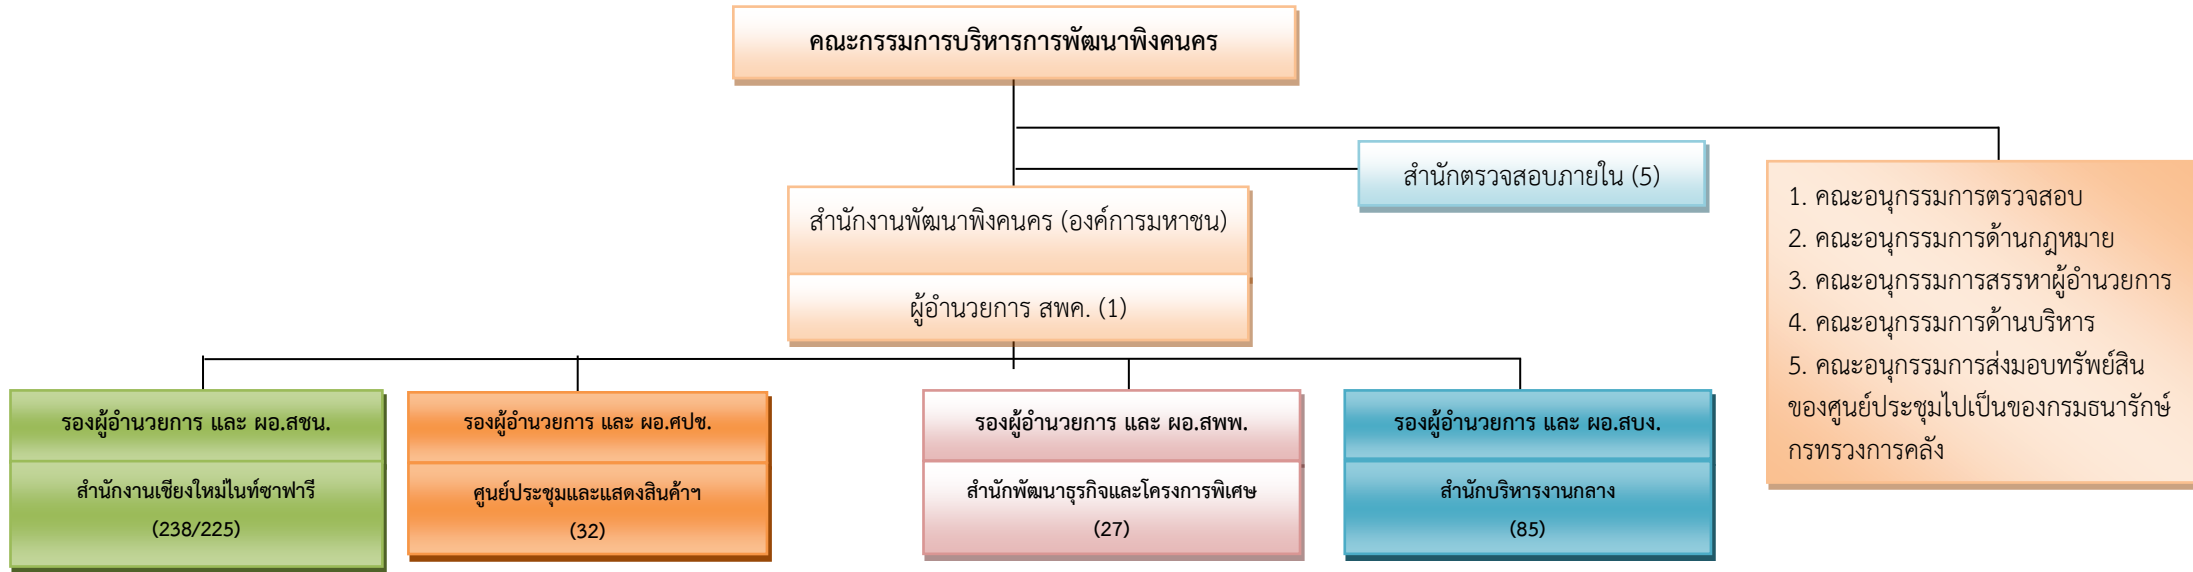 คณะกรรมการบริหารการพัฒนาพิงคนคร
สำนักตรวจสอบภายใน (5)
สำนักงานพัฒนาพิงคนคร (องค์การมหาชน)
ผู้อำนวยการ สพค. (1)
1. คณะอนุกรรมการตรวจสอบ
2. คณะอนุกรรมการด้านกฎหมาย
3. คณะอนุกรรมการสรรหาผู้อำนวยการ
4. คณะอนุกรรมการด้านบริหาร
5. คณะอนุกรรมการส่งมอบทรัพย์สิน
ของศูนย์ประชุมไปเป็นของกรมธนารักษ์
กระทรวงการคลัง
รองผู้อำนวยการ และ ผอ.สชน.
สำนักงานเชียงใหม่ไนท์ซาฟารี
(238/225)
รองผู้อำนวยการ และ ผอ.ศปช.
ศูนย์ประชุมและแสดงสินค้าฯ
(32)
รองผู้อำนวยการ และ ผอ.สพพ.
สำนักพัฒนาธุรกิจและโครงการพิเศษ
(27)
รองผู้อำนวยการ และ ผอ.สบง.
สำนักบริหารงานกลาง
(85)